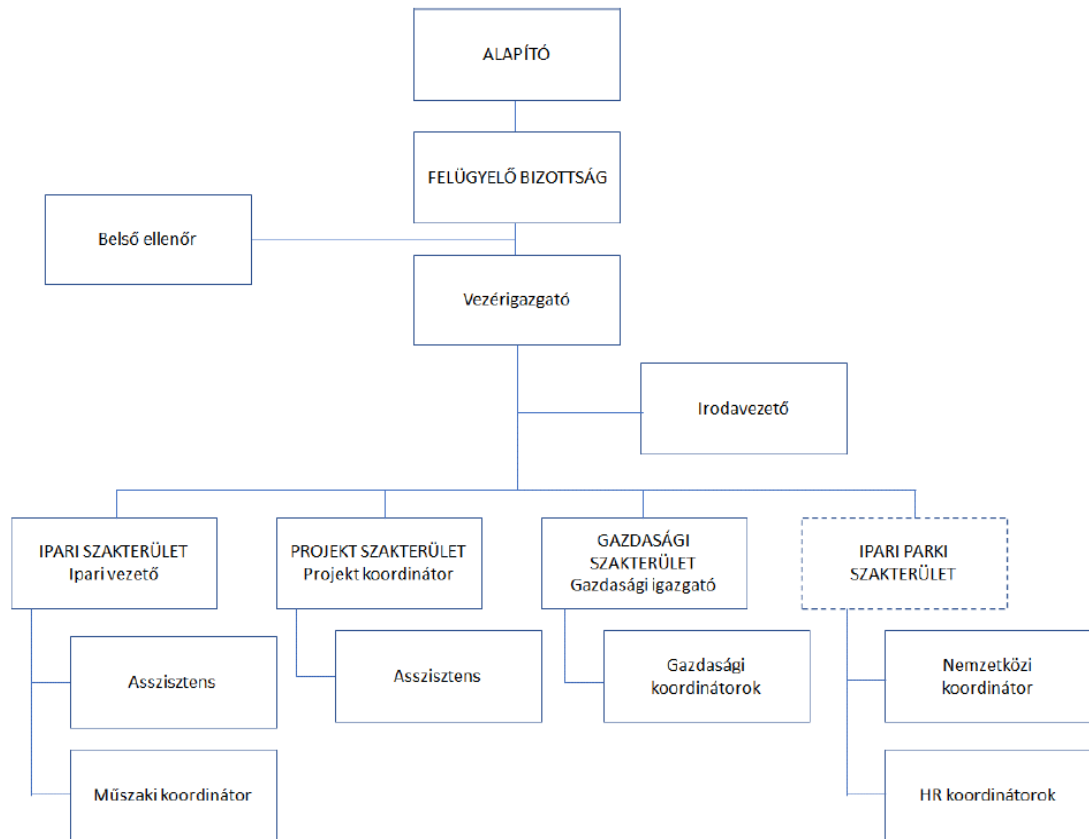 ALAPÍTÓ
FELÜGYELŐ BIZOTTSÁG
Belső ellenőr
Vezérigazgató
Irodavezető
IPARI SZAKTERÜLET
Ipari vezető
PROJEKT SZAKTERÜLET
Projekt koordinátor
GAZDASÁGI
SZAKTERÜLET
Gazdasági igazgató
IPARI PARKI
SZAKTERÜLET
Asszisztens
Asszisztens
Gazdasági
koordinátorok
Nemzetközi
koordinátor
Műszaki koordinátor
HR koordinátorok